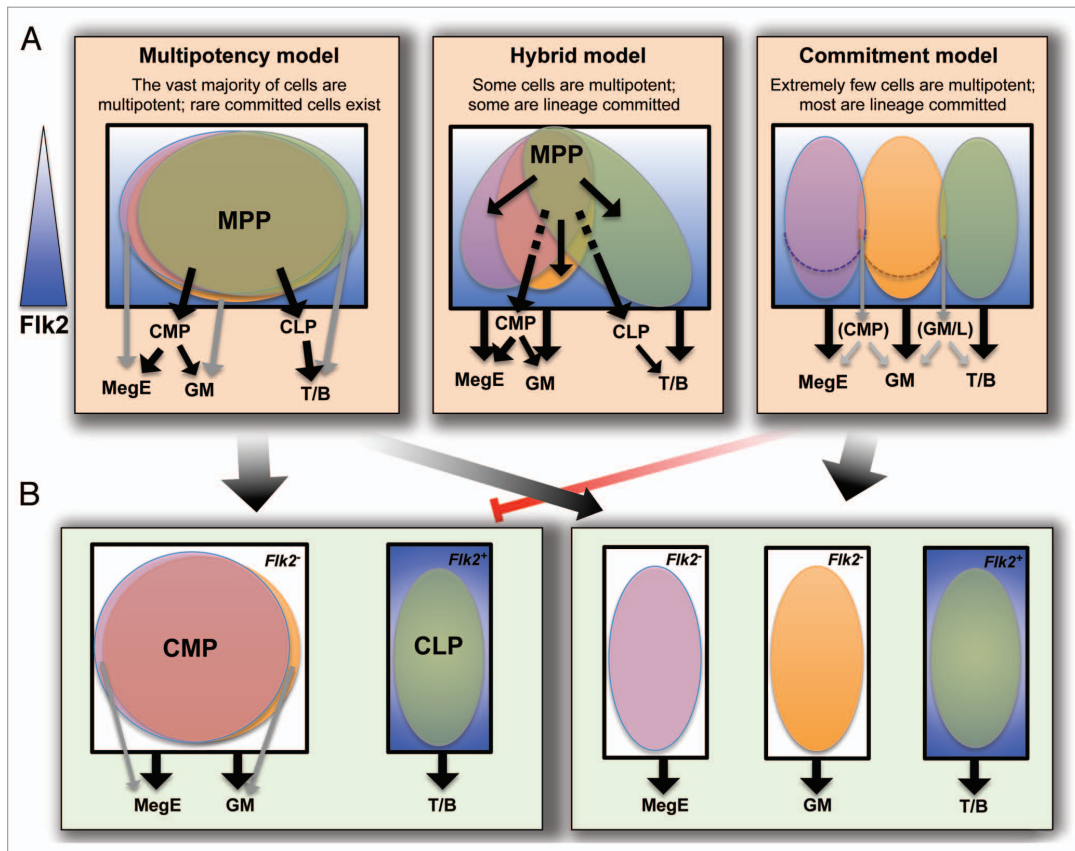 A
Multipotency model
The vast majority of cells are
multipotent; rare committed cells exist
MPP
CMP
CLP
MegE
GM
T/B
Hybrid model
Some cells are multipotent;
some are lineage committed
MPP
CMP
CLP
MegE
GM
T/B
Commitment model
Extremely few cells are multipotent;
most are lineage committed
(CMP)
(GM/L)
MegE
GM
T/B
Flk2
B
Flk2-
CMP
MegE
GM
Flk2+
CLP
T/B
Flk2-
MegE
Flk2-
GM
Flk2+
T/B